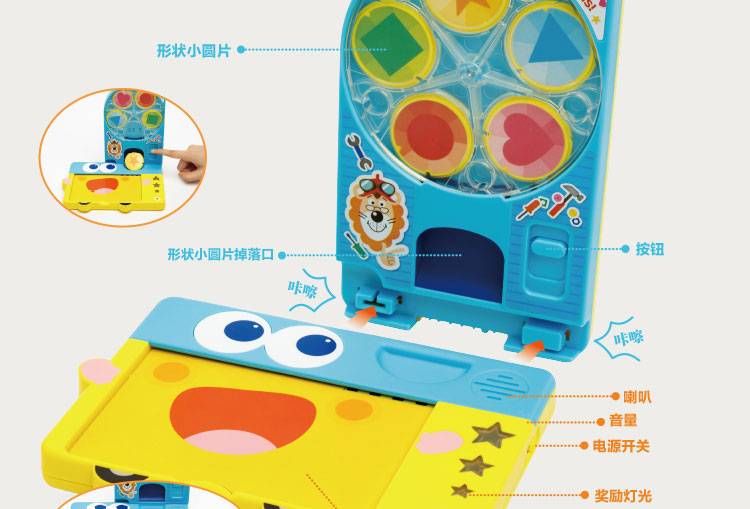 形状小圆片
形状小圆片掉落口
按钮
咔嚓
咔嚓
喇叭
音量
电源开关
奖励灯光